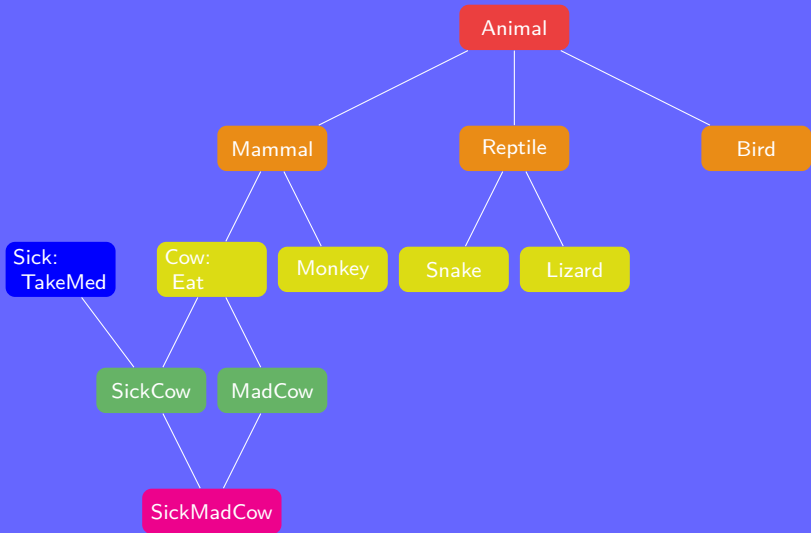 Animal
Mammal
Reptile
Bird
Sick:
TakeMed
Cow:
Eat
Monkey
Snake
Lizard
SickCow
MadCow
SickMadCow